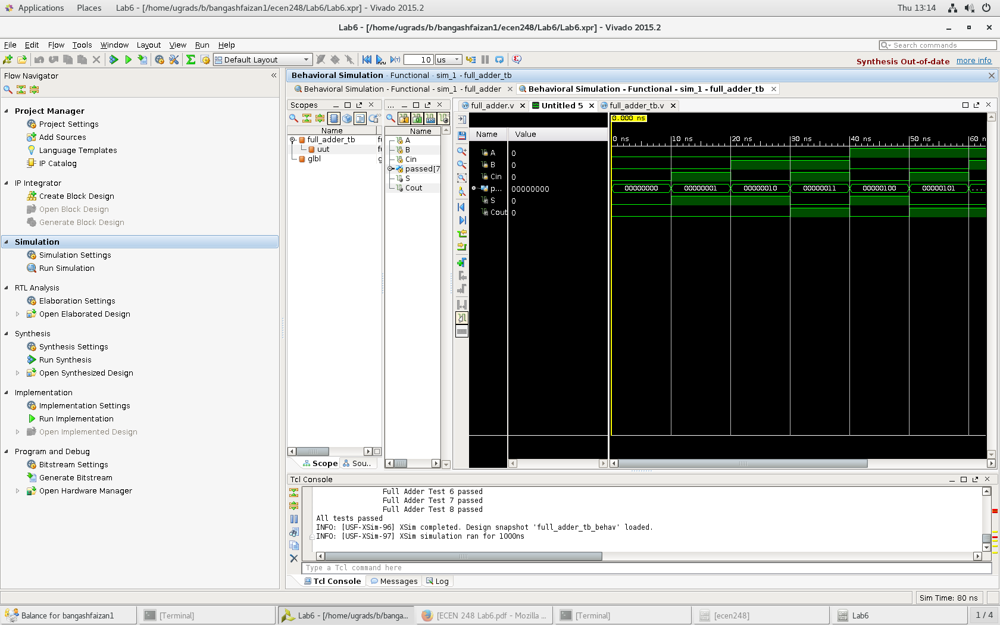 Applications Places Lab6 - [/home/ugrads/b/bangashfaizan1/ecen248/Lab6/Lab6.xpr] - Vivado 2015.2 Thu 13:14
Lab6 - [/home/ugrads/b/bangashfaizan1/ecen248/Lab6/Lab6.xpr] - Vivado 2015.2
File Edit Flow Tools Window Layout View Run Help Search commands
Default Layout 10 us Synthesis Out-of-date more info
Flow Navigator
Project Manager
Project Settings
Add Sources
Language Templates
IP Catalog
IP Integrator
Create Block Design
Open Block Design
Generate Block Design
Simulation
Simulation Settings
Run Simulation
RTL Analysis
Elaboration Settings
Open Elaborated Design
Synthesis
Synthesis Settings
Run Synthesis
Open Synthesized Design
Implementation
Implementation Settings
Run Implementation
Open Implemented Design
Program and Debug
Bitstream Settings
Generate Bitstream
Open Hardware Manager
Behavioral Simulation - Functional - sim_1 - full_adder_tb
Behavioral Simulation - Functional - sim_1 - full_adder Behavioral Simulation - Functional - sim_1 - full_adder_tb
Scopes
Name
full_adder_tb fu
uut fu
glbl g
Scope Sou..
...
Name
A
B
Cin
passed[7
S
Cout
full_adder.v Untitled 5 full_adder_tb.v
Name Value
A 0
B 0
Cin 0
p... 00000000
S 0
Cout 0
0.000 ns
0 ns 10 ns 20 ns 30 ns 40 ns 50 ns 60 n
00000000 00000001 00000010 00000011 00000100 00000101 ...
Tcl Console
Full Adder Test 6 passed
Full Adder Test 7 passed
Full Adder Test 8 passed
All tests passed
INFO: [USF-XSim-96] XSim completed. Design snapshot 'full_adder_tb_behav' loaded.
INFO: [USF-XSim-97] XSim simulation ran for 1000ns
Type a Tcl command here
Tcl Console Messages Log
Sim Time: 80 ns
Balance for bangashfaizan1 [Terminal] Lab6 - [/home/ugrads/b/banga... [ECEN 248 Lab6.pdf - Mozilla ... [Terminal] [ecen248] Lab6 1 / 4